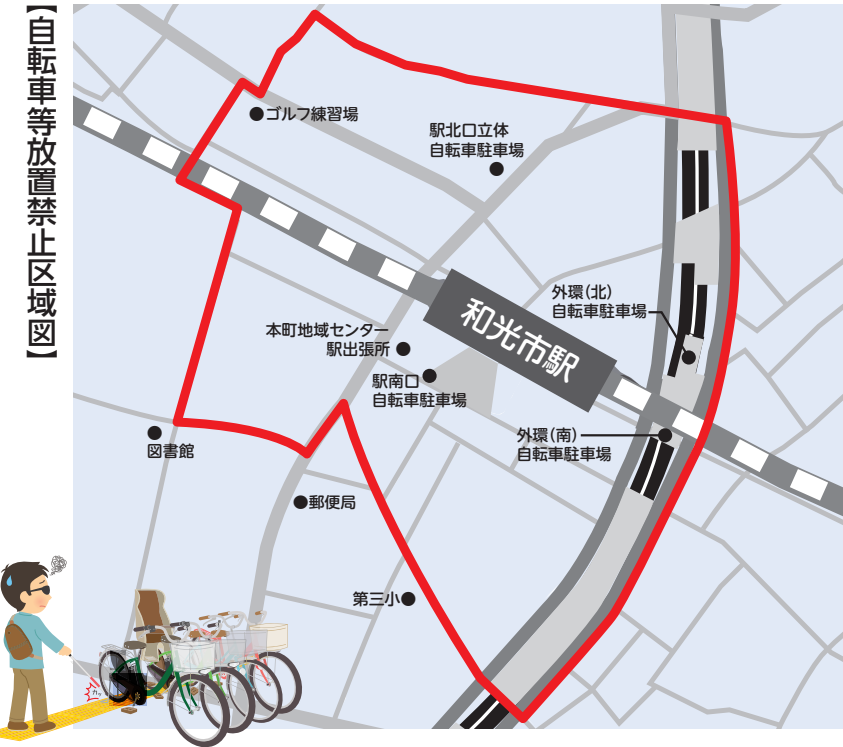 【自転車等放置禁止区域図】
●ゴルフ練習場
駅北口立体
自転車駐車場
外環(北)
自転車駐車場
和光市駅
本町地域センター
駅出張所
駅南口
自転車駐車場
外環(南)
自転車駐車場
図書館
●郵便局
第三小●